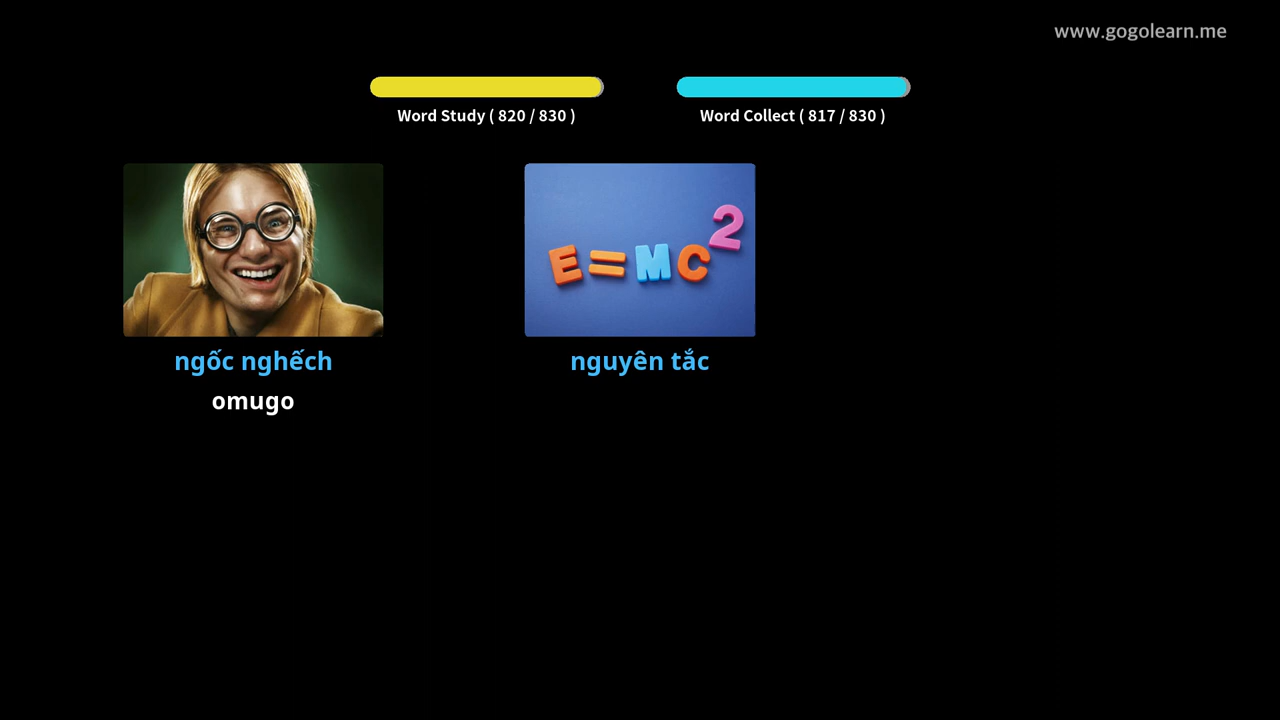 www.gogolearn.me
Word Study ( 820 / 830 )
Word Collect ( 817 / 830 )
E=MC2
ngốc nghếch
nguyên tắc
omugo